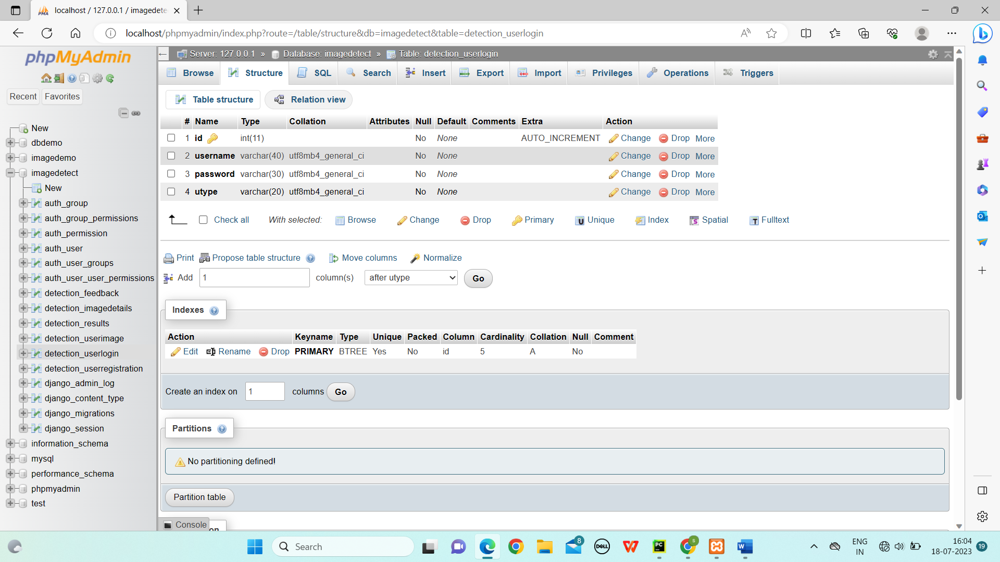 localhost / 127.0.0.1 / imagedete
localhost/phpmyadmin/index.php?route=/table/structure&db=imagedetect&table=detection_userlogin
phpMyAdmin
Recent Favorites
New
dbdemo
imagedemo
imagedetect
New
auth_group
auth_group_permissions
auth_permission
auth_user
auth_user_groups
auth_user_user_permissions
detection_feedback
detection_imagedetails
detection_results
detection_userimage
detection_userlogin
detection_userregistration
django_admin_log
django_content_type
django_migrations
django_session
information_schema
mysql
performance_schema
phpmyadmin
test
Server: 127.0.0.1 » Database: imagedetect » Table: detection_userlogin
Browse Structure SQL Search Insert Export Import Privileges Operations Triggers
Table structure Relation view
# Name Type Collation Attributes Null Default Comments Extra Action
1 id int(11) No None AUTO_INCREMENT Change Drop More
2 username varchar(40) utf8mb4_general_ci No None Change Drop More
3 password varchar(30) utf8mb4_general_ci No None Change Drop More
4 utype varchar(20) utf8mb4_general_ci No None Change Drop More
Check all With selected: Browse Change Drop Primary Unique Index Spatial Fulltext
Print Propose table structure Move columns Normalize
Add 1 column(s) after utype Go
Indexes
Action Keyname Type Unique Packed Column Cardinality Collation Null Comment
Edit Rename Drop PRIMARY BTREE Yes No id 5 A No
Create an index on 1 columns Go
Partitions
No partitioning defined!
Partition table
Console
Search
8
DELL
PC
S
ENG
IN
16:04
18-07-2023
19